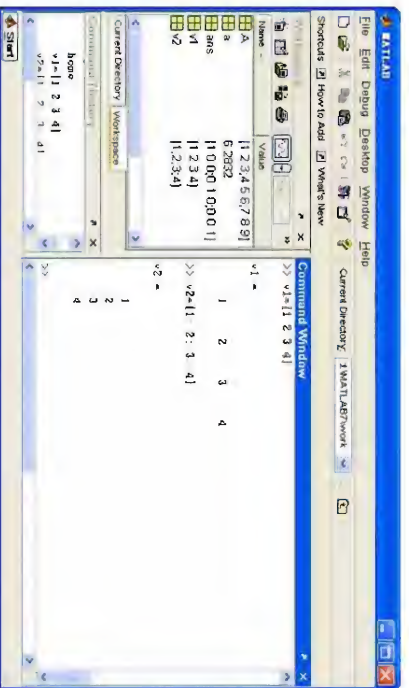 MATLAB
File Edit Debug Desktop Window Help
Current Directory: 1:\MATLAB7\work
Shortcuts How to Add What's New
Name Value
A [1 2 3;4 5 6;7 8 9]
a 6.2832
ans [1 0 0;0 1 0;0 0 1]
v1 [1 2 3 4]
v2 [1;2;3;4]
Current Directory Workspace
Command History
home
v1=[1 2 3 4]
Start
Command Window
>> v1=[1 2 3 4]
v1 =
1 2 3 4
>> v2=[1; 2; 3; 4]
v2 =
1
2
3
4
>>